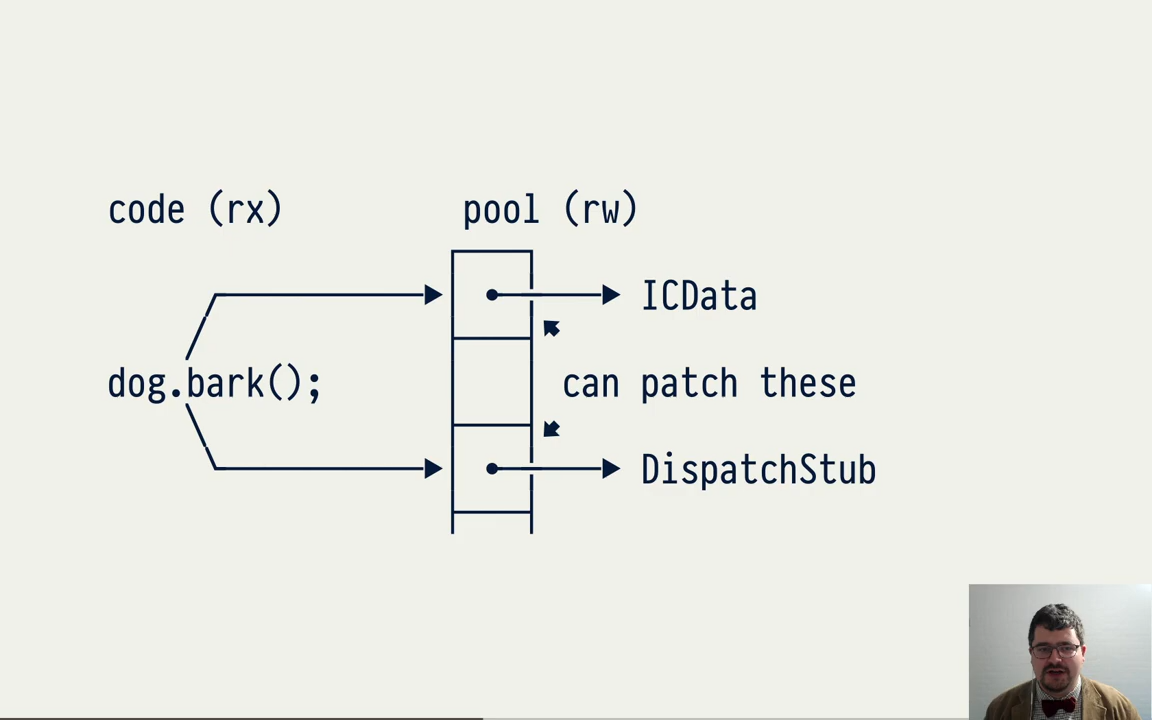 code (rx)
pool (rw)
ICData
dog.bark();
can patch these
DispatchStub